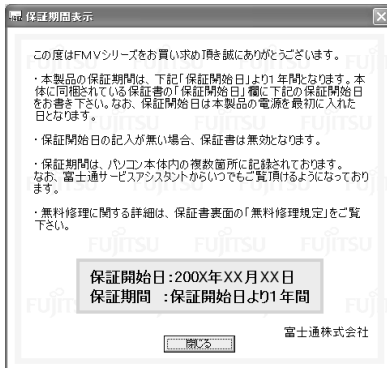 保証期間表示
この度はFMVシリーズをお買い求め頂き誠にありがとうございます。
・本製品の保証期間は、下記「保証開始日」より1年間となります。本
体に同梱されている保証書の「保証開始日」欄に下記の保証開始日
をお書き下さい。なお、保証開始日は本製品の電源を最初に入れた
日となります。
・保証開始日の記入が無い場合、保証書は無効となります。
・保証期間は、パソコン本体内の複数箇所に記録されております。
なお、富士通サービスアシスタントからいつでもご覧頂けるようになっており
ます。
・無料修理に関する詳細は、保証書裏面の「無料修理規定」をご覧
下さい。
保証開始日:200X年XX月XX日
保証期間 :保証開始日より1年間
富士通株式会社
閉じる